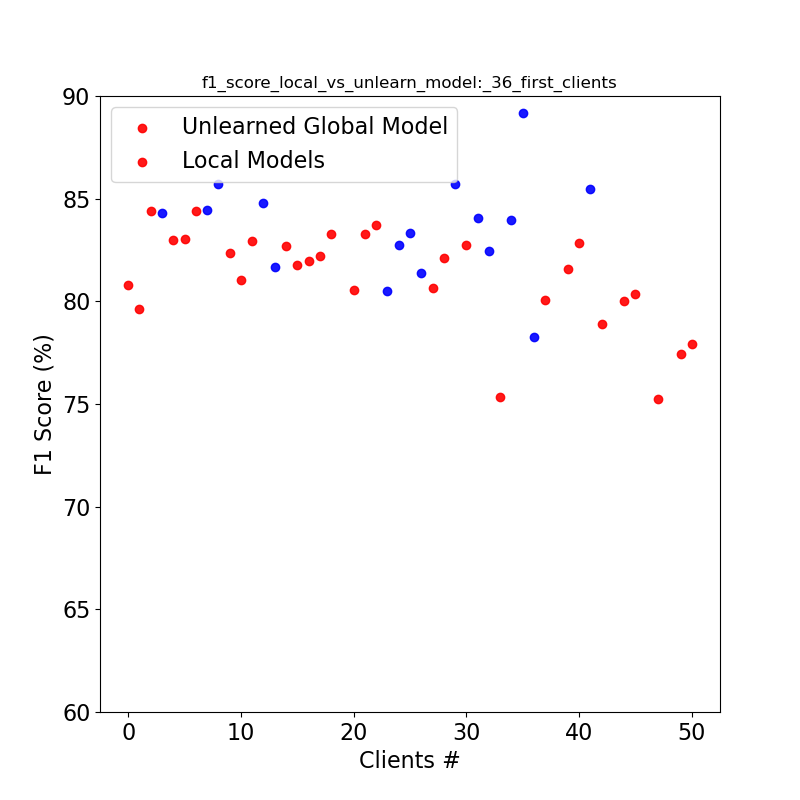 f1_score_local_vs_unlearn_model:_36_first_clients
Unlearned Global Model
Local Models
90
85
80
75
70
65
60
F1 Score (%)
0 10 20 30 40 50
Clients #